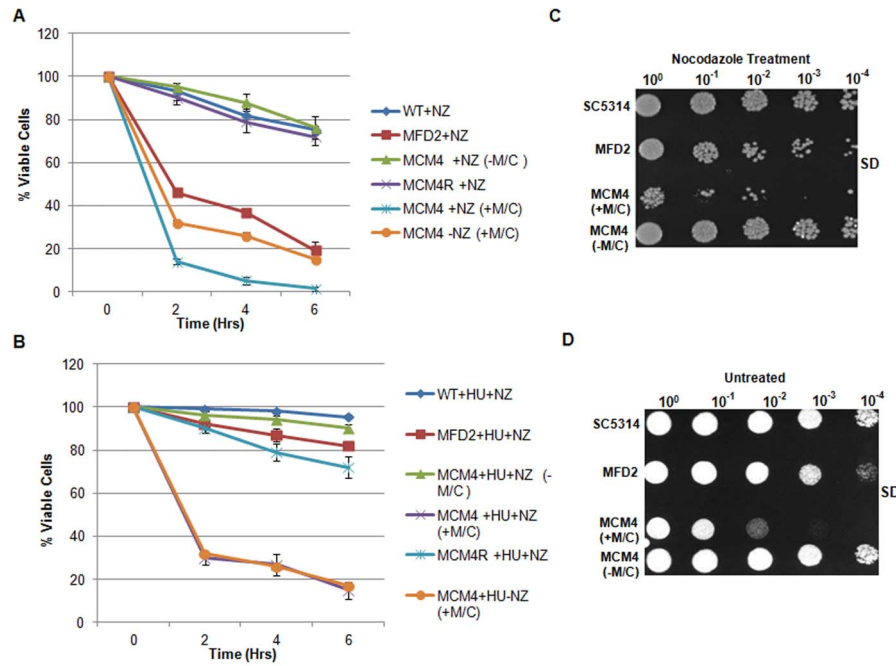 A
120
100
80
60
40
20
0
% Viable Cells
0 2 4 6
Time (Hrs)
WT+NZ
MFD2+NZ
MCM4 +NZ (-M/C )
MCM4R +NZ
MCM4 +NZ (+M/C)
MCM4 -NZ (+M/C)
B
120
100
80
60
40
20
0
% Viable Cells
0 2 4 6
Time (Hrs)
WT+HU+NZ
MFD2+HU+NZ
MCM4+HU+NZ (-
M/C )
MCM4 +HU+NZ
(+M/C)
MCM4R +HU+NZ
MCM4+HU-NZ
(+M/C)
C
Nocodazole Treatment
10⁰ 10⁻¹ 10⁻² 10⁻³ 10⁻⁴
SC5314
MFD2
MCM4
(+M/C)
MCM4
(-M/C)
SD
D
Untreated
10⁰ 10⁻¹ 10⁻² 10⁻³ 10⁻⁴
SC5314
MFD2
MCM4
(+M/C)
MCM4
(-M/C)
SD